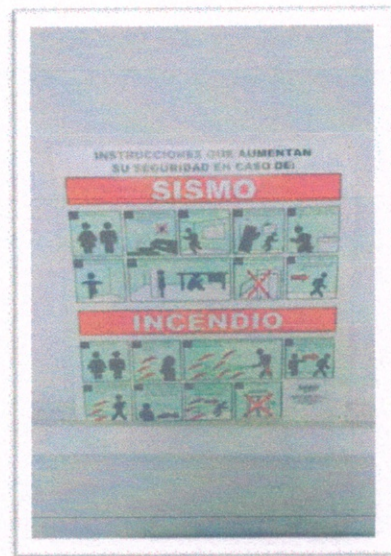 INSTRUCCIONES QUE AUMENTAN
SU SEGURIDAD EN CASO DE:
SISMO
INCENDIO